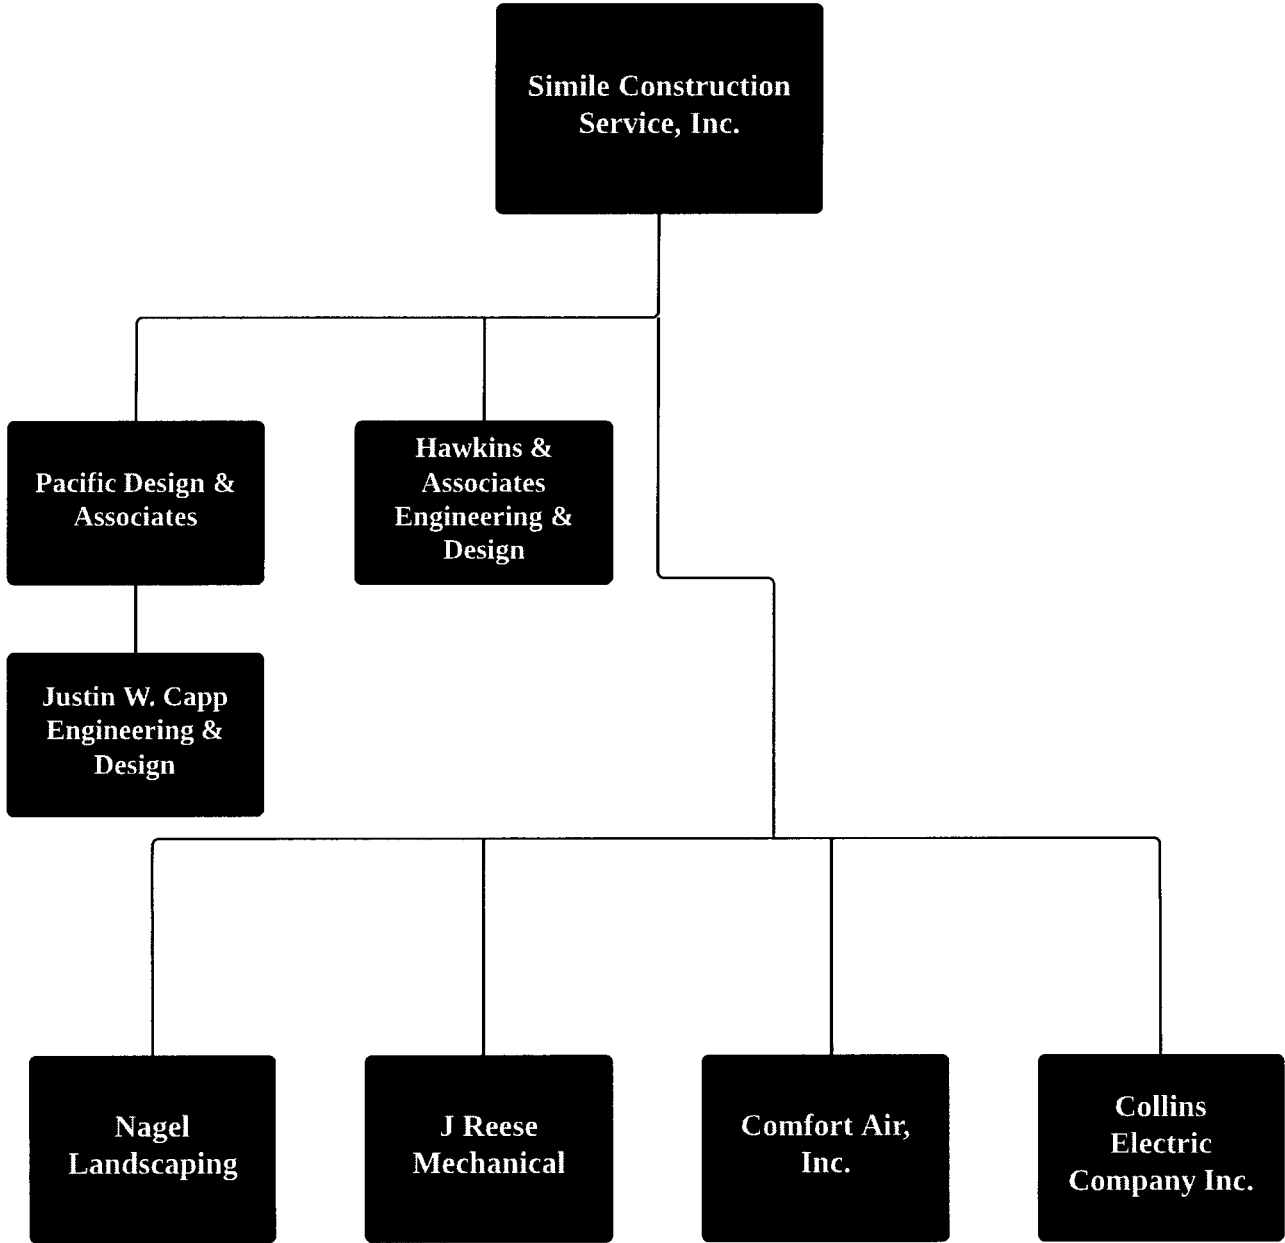 Simile Construction
Service, Inc.
Pacific Design &
Associates
Hawkins &
Associates
Engineering &
Design
Justin W. Capp
Engineering &
Design
Nagel
Landscaping
J Reese
Mechanical
Comfort Air,
Inc.
Collins
Electric
Company Inc.